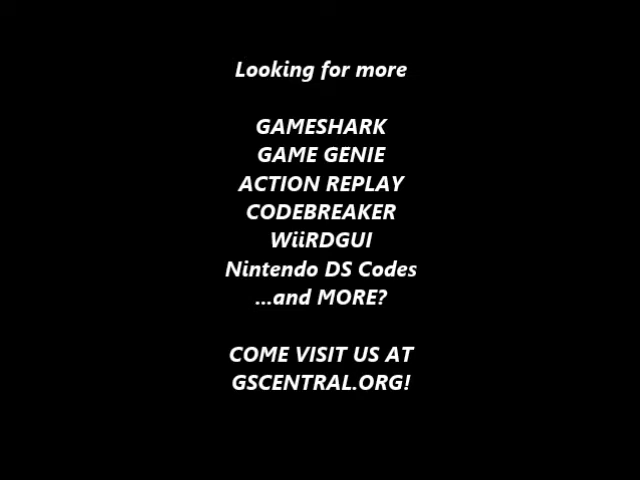 Looking for more
GAMESHARK
GAME GENIE
ACTION REPLAY
CODEBREAKER
WiiRDGUI
Nintendo DS Codes
...and MORE?
COME VISIT US AT
GSCENTRAL.ORG!